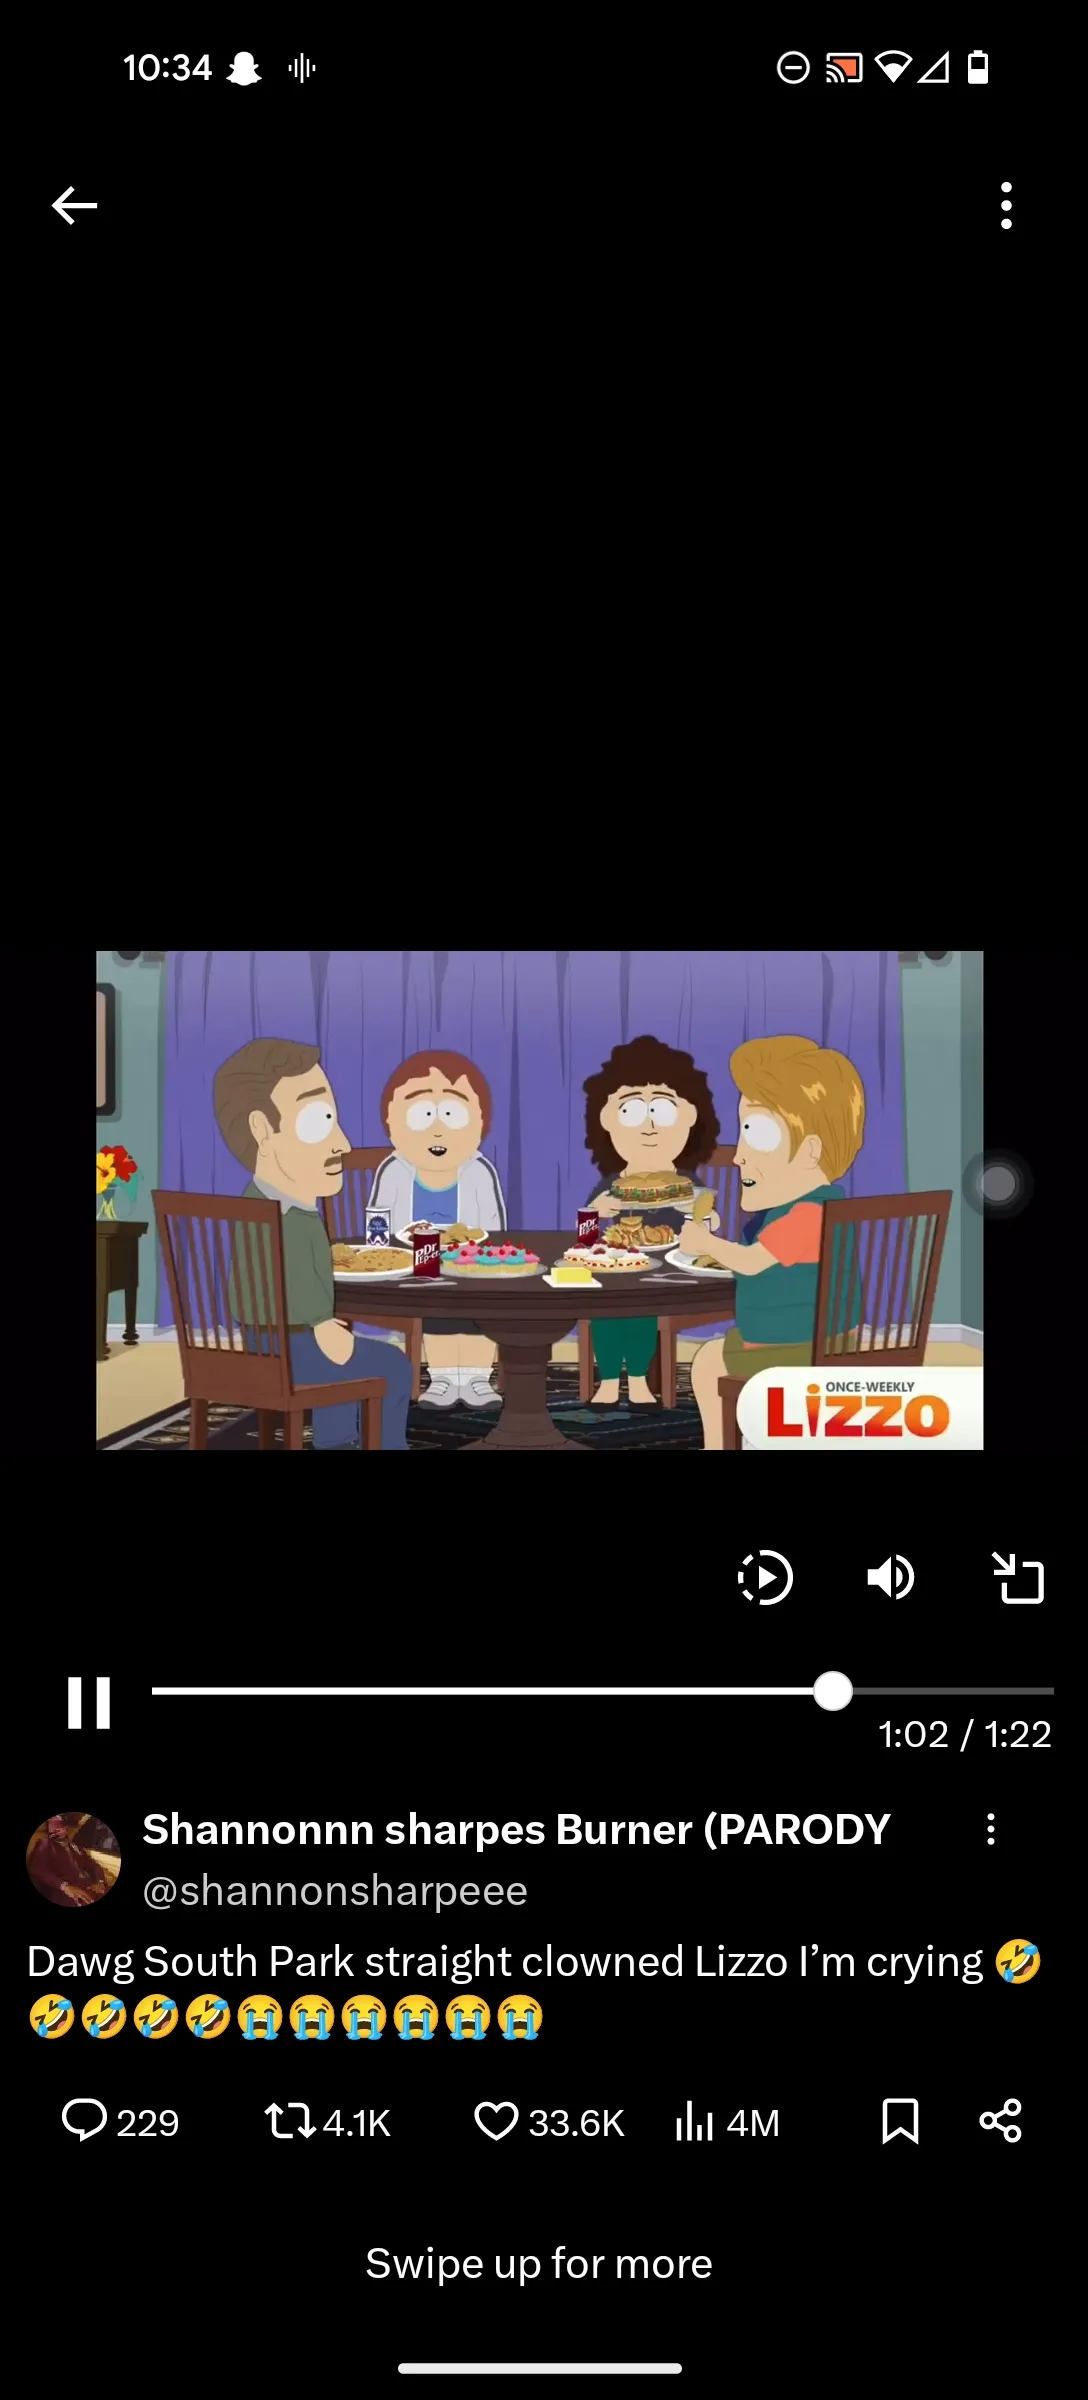 10:34
ONCE-WEEKLY
Lizzo
1:02 / 1:22
Shannonnn sharpes Burner (PARODY
@shannonsharpeee
Dawg South Park straight clowned Lizzo I’m crying 🤣
🤣🤣🤣🤣😭😭😭😭😭😭
229 4.1K 33.6K 4M
Swipe up for more